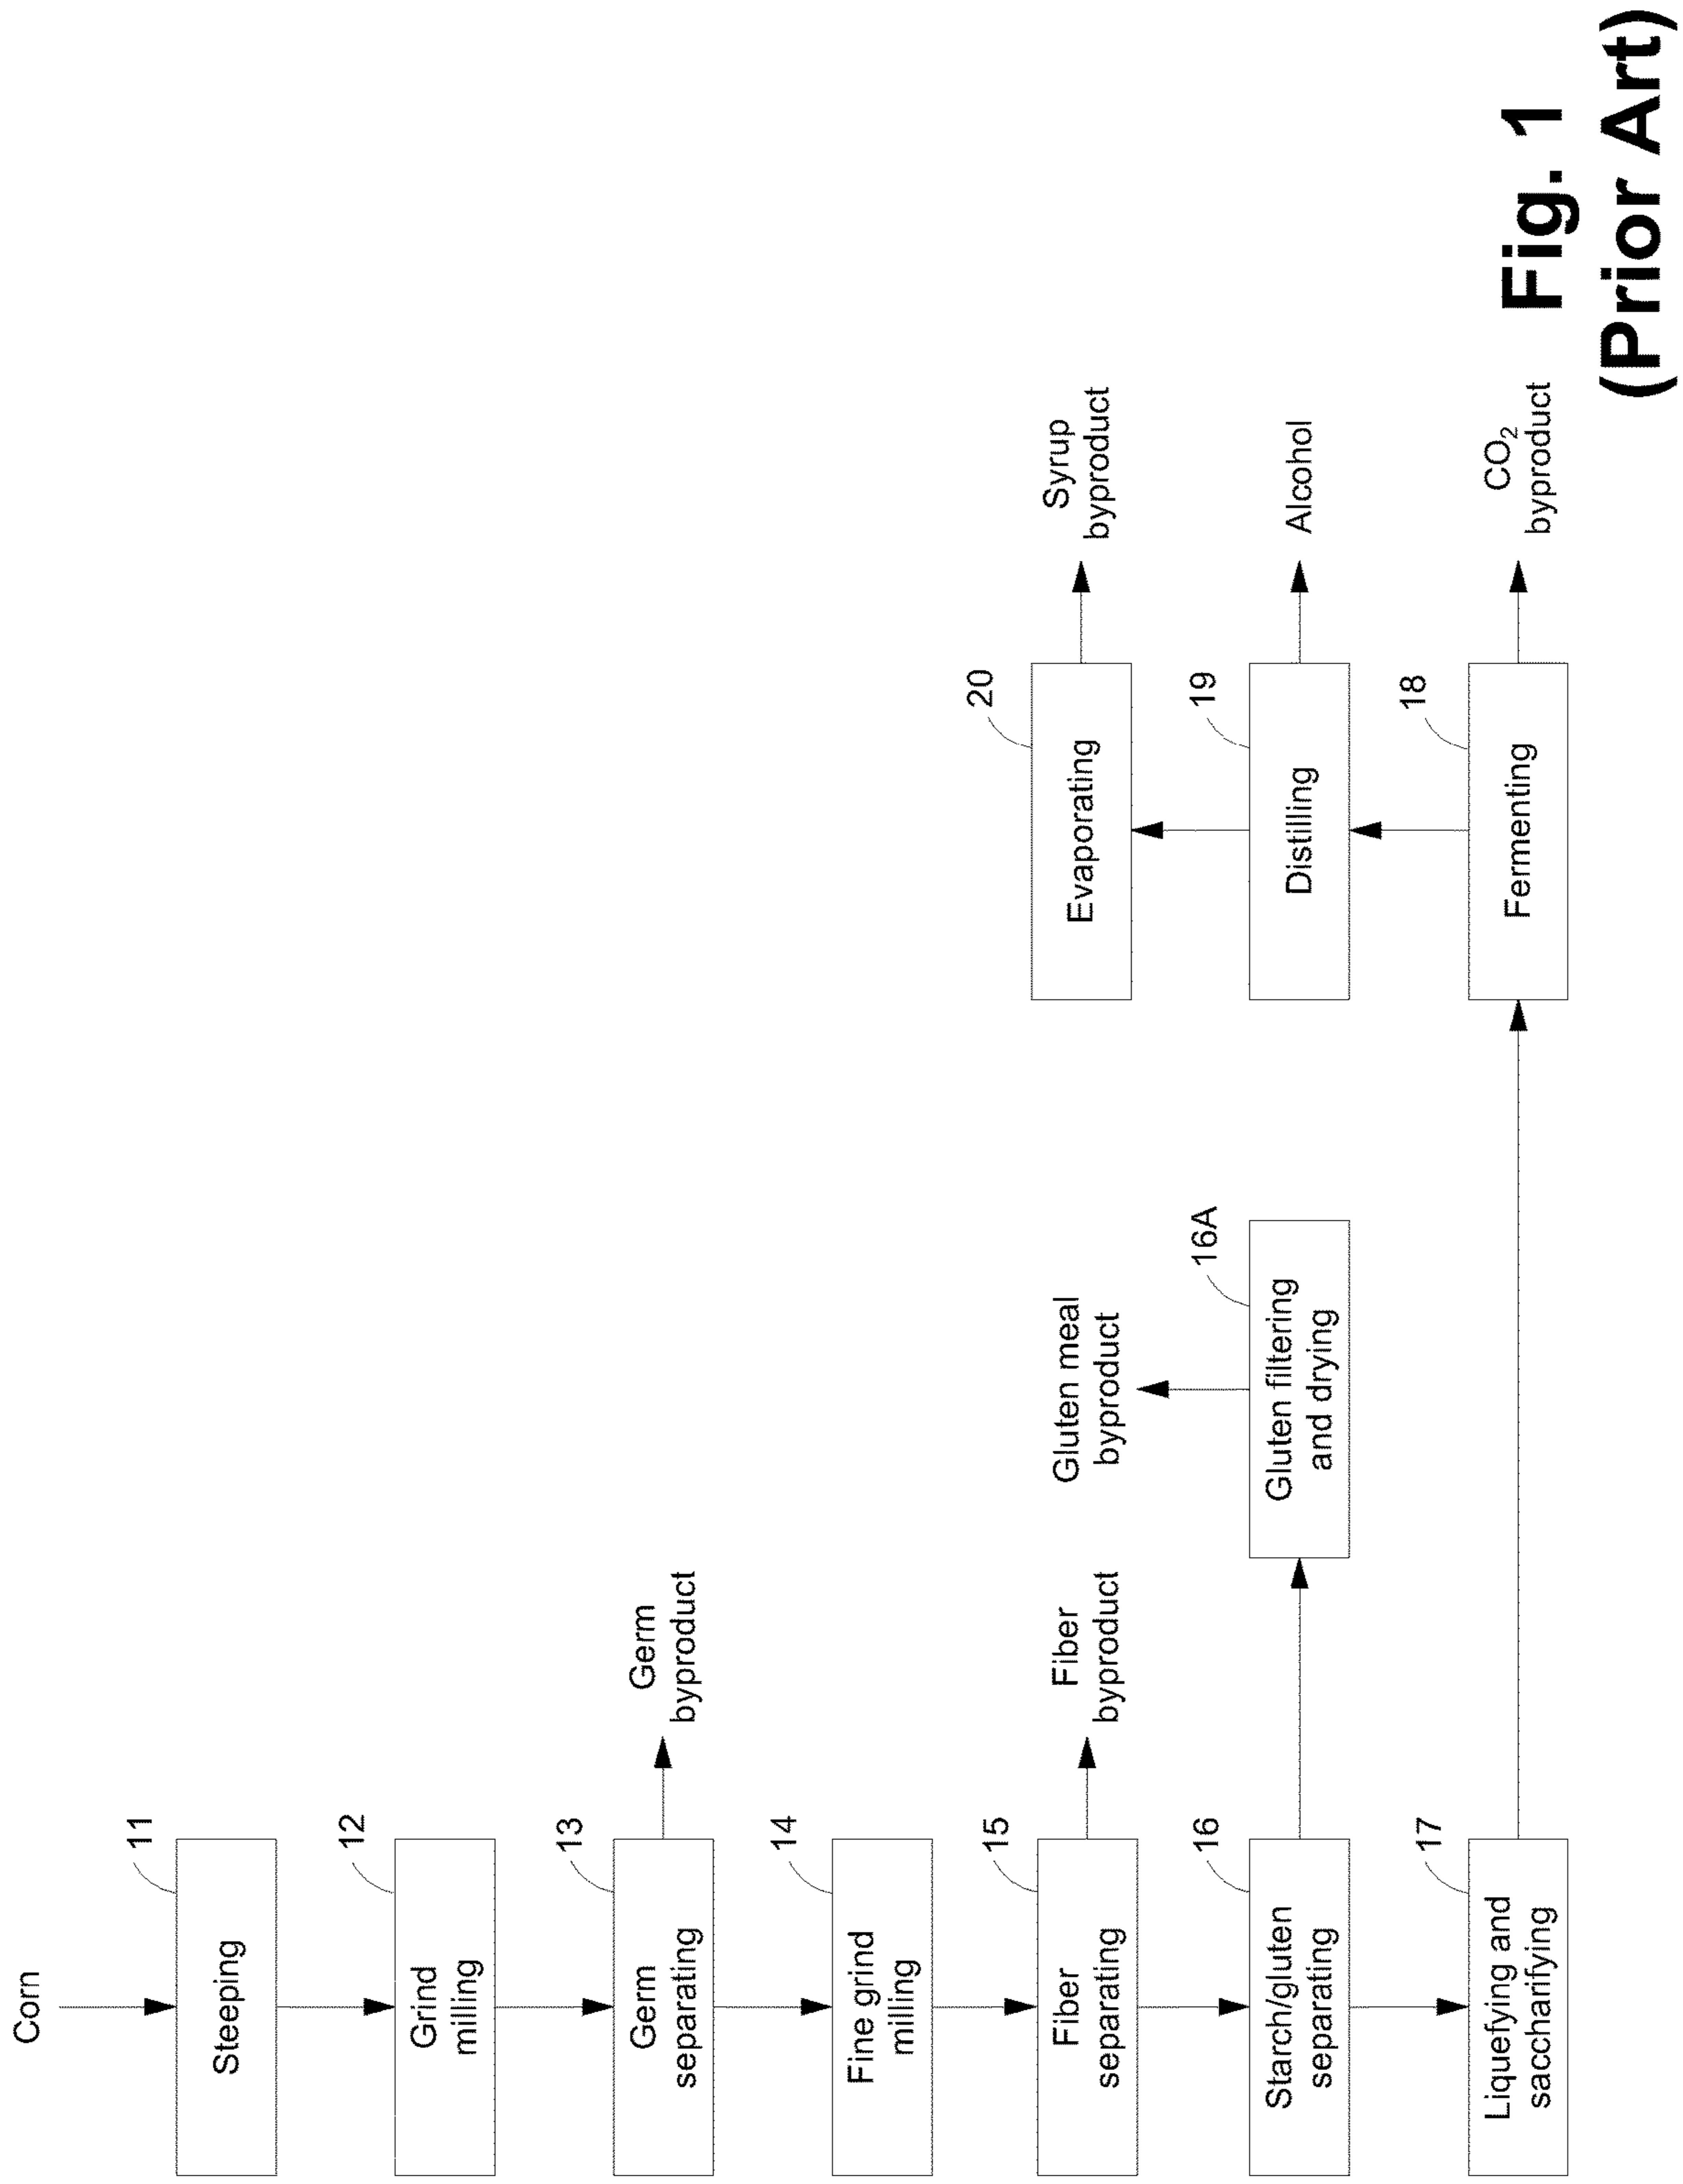 Corn
11
Steeping
12
Grind
milling
13
Germ
separating
Germ
byproduct
14
Fine grind
milling
15
Fiber
separating
Fiber
byproduct
16
Starch/gluten
separating
16A
Gluten filtering
and drying
Gluten meal
byproduct
17
Liquefying and
saccharifying
18
Fermenting
CO₂
byproduct
19
Distilling
Alcohol
20
Evaporating
Syrup
byproduct
Fig. 1
(Prior Art)